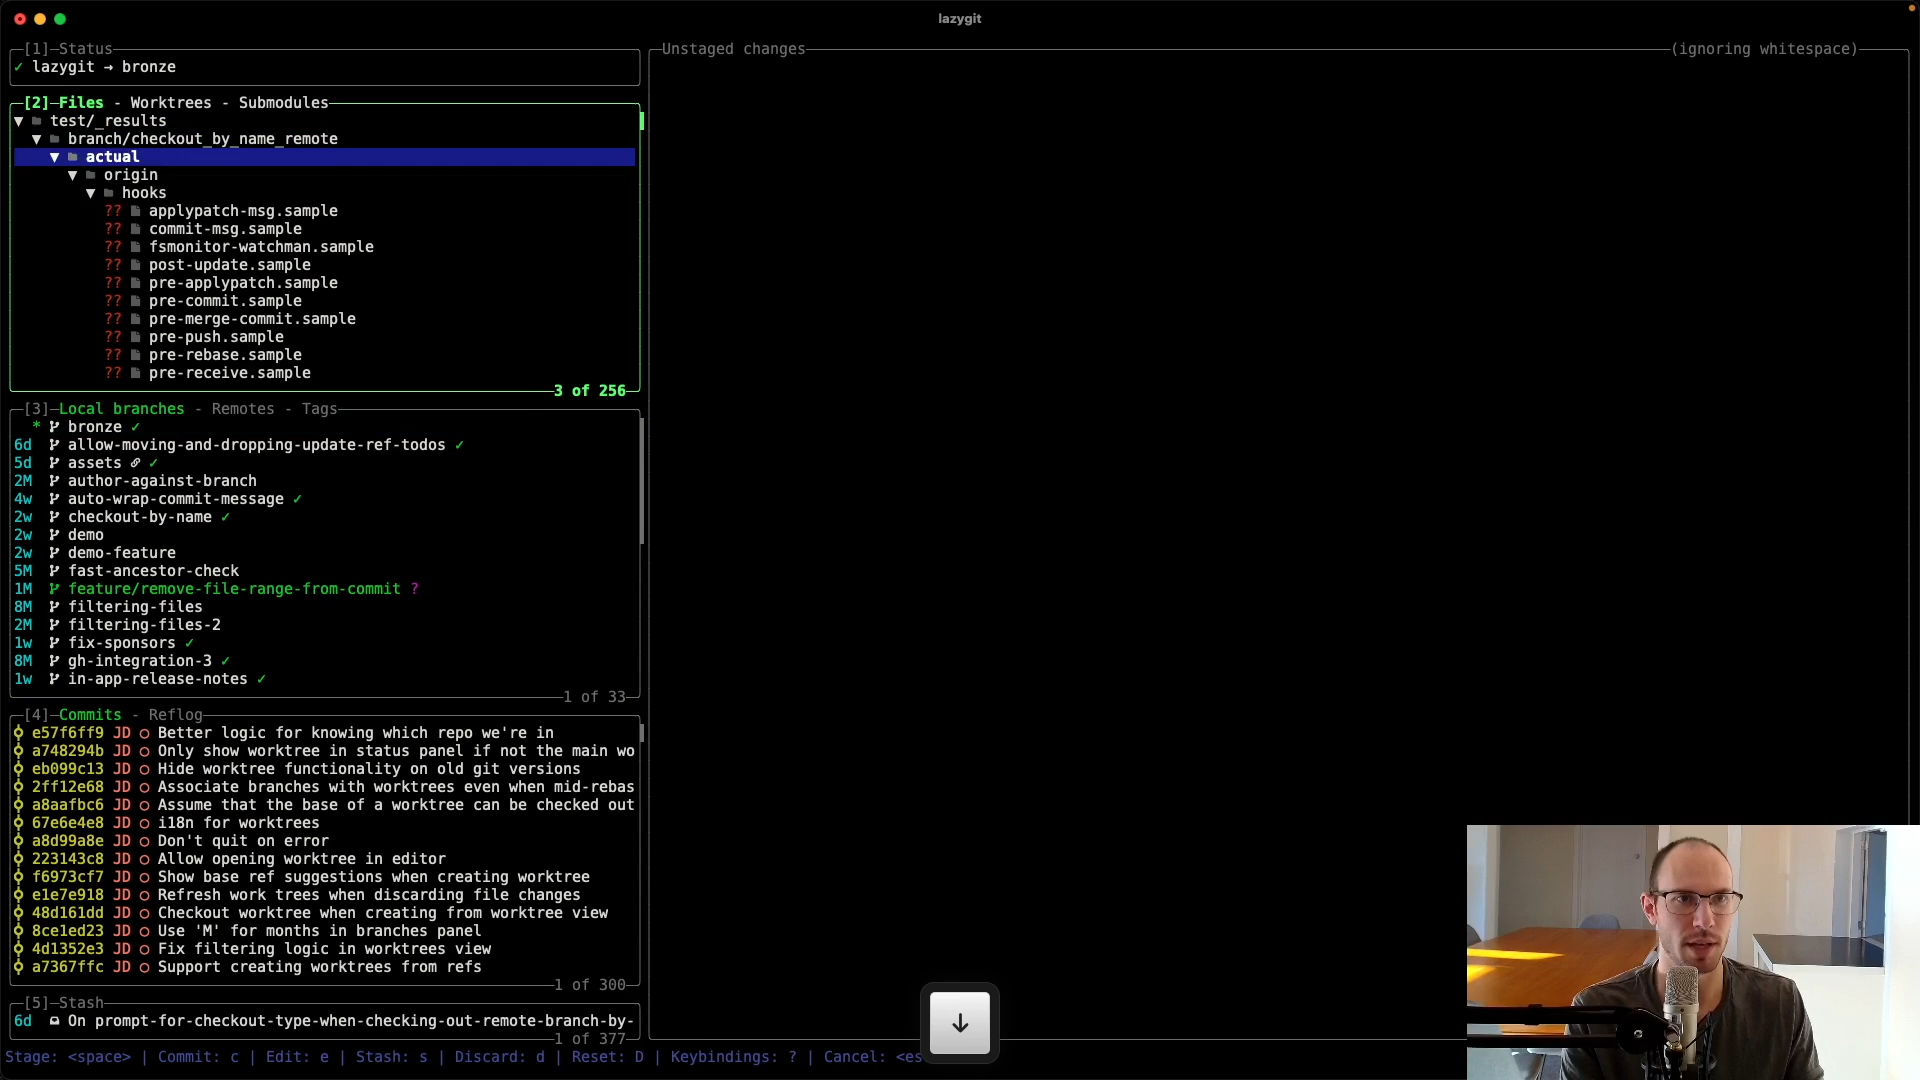 lazygit
[1] Status
✓ lazygit → bronze
[2] Files - Worktrees - Submodules
▼ test/_results
▼ branch/checkout_by_name_remote
▼ actual
▼ origin
▼ hooks
?? applypatch-msg.sample
?? commit-msg.sample
?? fsmonitor-watchman.sample
?? post-update.sample
?? pre-applypatch.sample
?? pre-commit.sample
?? pre-merge-commit.sample
?? pre-push.sample
?? pre-rebase.sample
?? pre-receive.sample
3 of 256
[3] Local branches - Remotes - Tags
* bronze ✓
6d allow-moving-and-dropping-update-ref-todos ✓
5d assets ✓
2M author-against-branch
4w auto-wrap-commit-message ✓
2w checkout-by-name ✓
2w demo
2w demo-feature
5M fast-ancestor-check
1M feature/remove-file-range-from-commit ?
8M filtering-files
2M filtering-files-2
1w fix-sponsors ✓
8M gh-integration-3 ✓
1w in-app-release-notes ✓
1 of 33
[4] Commits - Reflog
e57f6ff9 JD Better logic for knowing which repo we're in
a748294b JD Only show worktree in status panel if not the main wo
eb099c13 JD Hide worktree functionality on old git versions
2ff12e68 JD Associate branches with worktrees even when mid-rebas
a8aafbc6 JD Assume that the base of a worktree can be checked out
67e6e4e8 JD i18n for worktrees
a8d99a8e JD Don't quit on error
223143c8 JD Allow opening worktree in editor
f6973cf7 JD Show base ref suggestions when creating worktree
e1e7e918 JD Refresh work trees when discarding file changes
48d161dd JD Checkout worktree when creating from worktree view
8ce1ed23 JD Use 'M' for months in branches panel
4d1352e3 JD Fix filtering logic in worktrees view
a7367ffc JD Support creating worktrees from refs
1 of 300
[5] Stash
6d On prompt-for-checkout-type-when-checking-out-remote-branch-by-
1 of 377
Unstaged changes (ignoring whitespace)
↓
Stage: <space> | Commit: c | Edit: e | Stash: s | Discard: d | Reset: D | Keybindings: ? | Cancel: <es